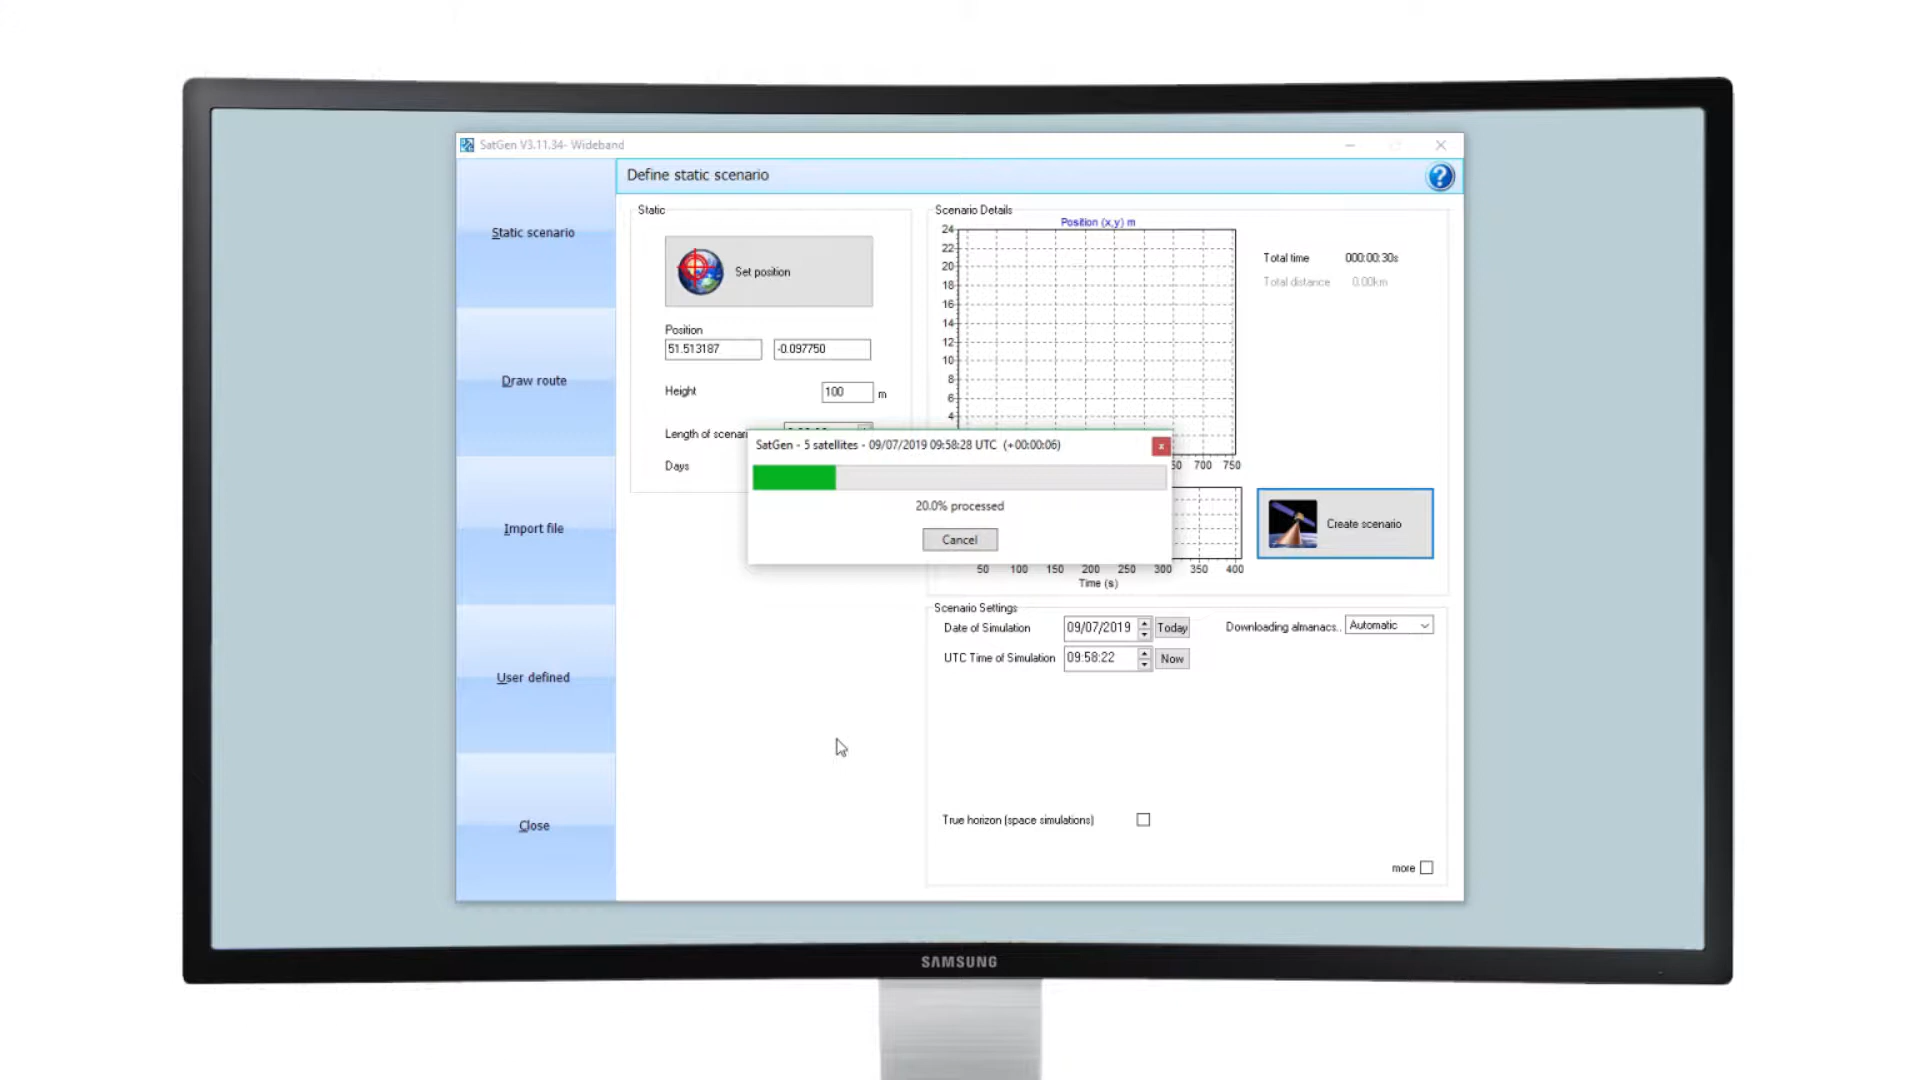 SatGen V3.11.34- Wideband
Define static scenario
?
Static scenario
Draw route
Import file
User defined
Close
Static
Set position
Position
51.513187
-0.097750
Height
100
m
Length of scenario
Days
Scenario Details
Position (x,y) m
24
22
20
18
16
14
12
10
8
6
4
700 750
Total time 000:00:30s
Total distance 0.00km
SatGen - 5 satellites - 09/07/2019 09:58:28 UTC (+00:00:06)
20.0% processed
Cancel
50 100 150 200 250 300 350 400
Time (s)
Create scenario
Scenario Settings
Date of Simulation 09/07/2019 Today
Downloading almanacs.. Automatic
UTC Time of Simulation 09:58:22 Now
True horizon (space simulations)
more
SAMSUNG